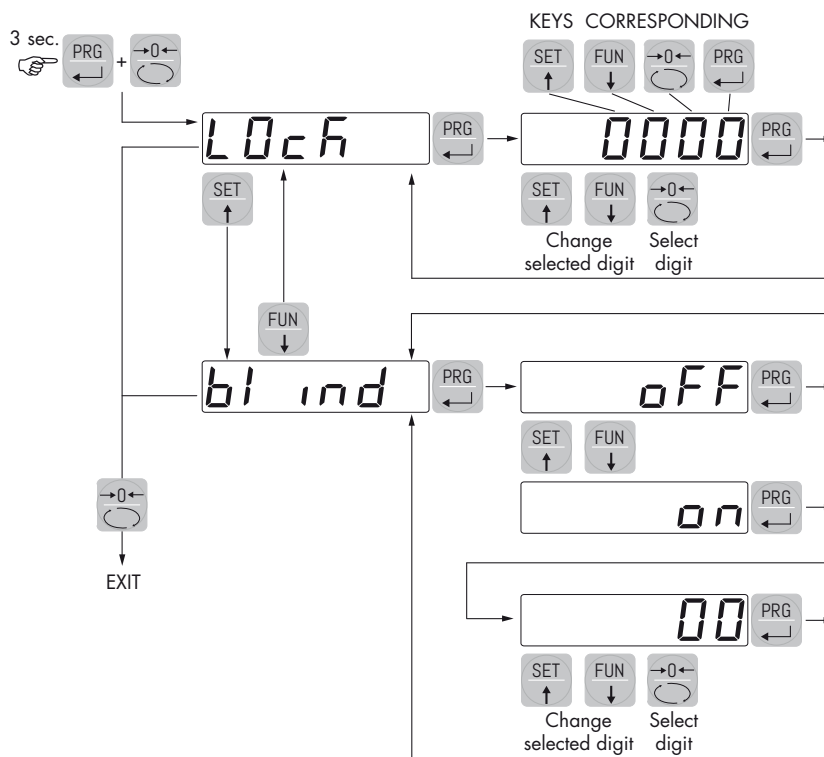 KEYS CORRESPONDING
3 sec.
PRG + →0←
SET FUN →0← PRG
LOcK PRG
0000 PRG
SET
SET FUN →0←
Change selected digit
Select digit
FUN
bL ind PRG
oFF PRG
SET FUN
on PRG
→0←
EXIT
00 PRG
SET FUN →0←
Change selected digit
Select digit